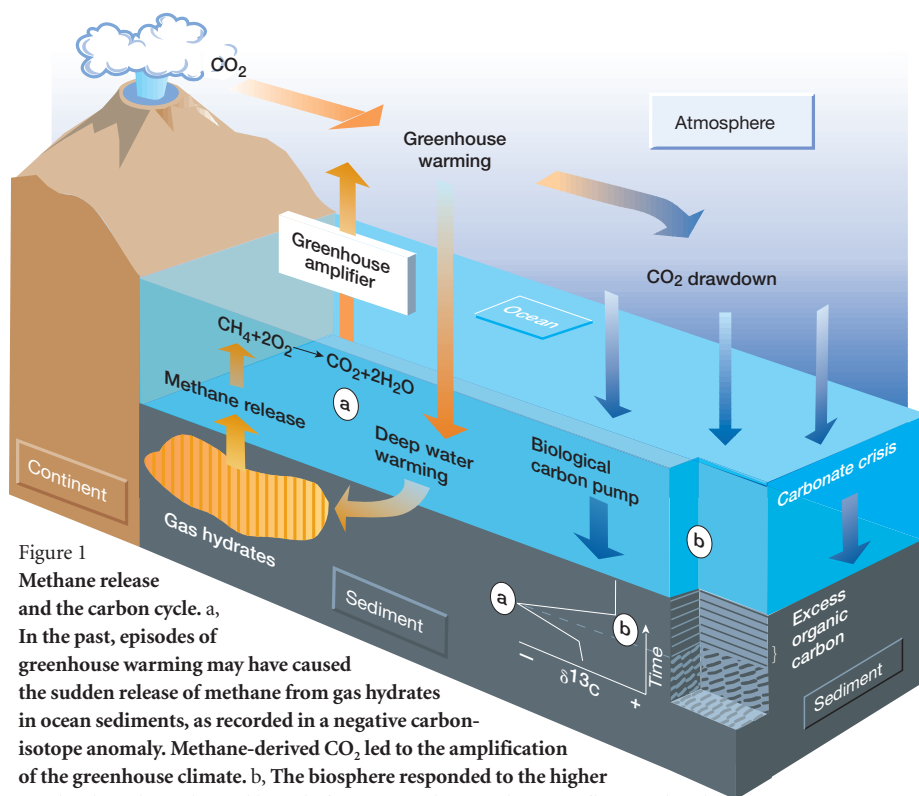 CO₂
Atmosphere
Greenhouse
warming
Greenhouse
amplifier
CO₂ drawdown
Ocean
CH₄+2O₂ → CO₂+2H₂O
a
Methane release
Deep water
warming
Biological
carbon pump
Carbonate crisis
b
Continent
Gas hydrates
Sediment
a
b
Time
−
δ13C
+
Excess
organic
carbon
Sediment
Figure 1
Methane release
and the carbon cycle. a,
In the past, episodes of
greenhouse warming may have caused
the sudden release of methane from gas hydrates
in ocean sediments, as recorded in a negative carbon-
isotope anomaly. Methane-derived CO₂ led to the amplification
of the greenhouse climate. b, The biosphere responded to the higher